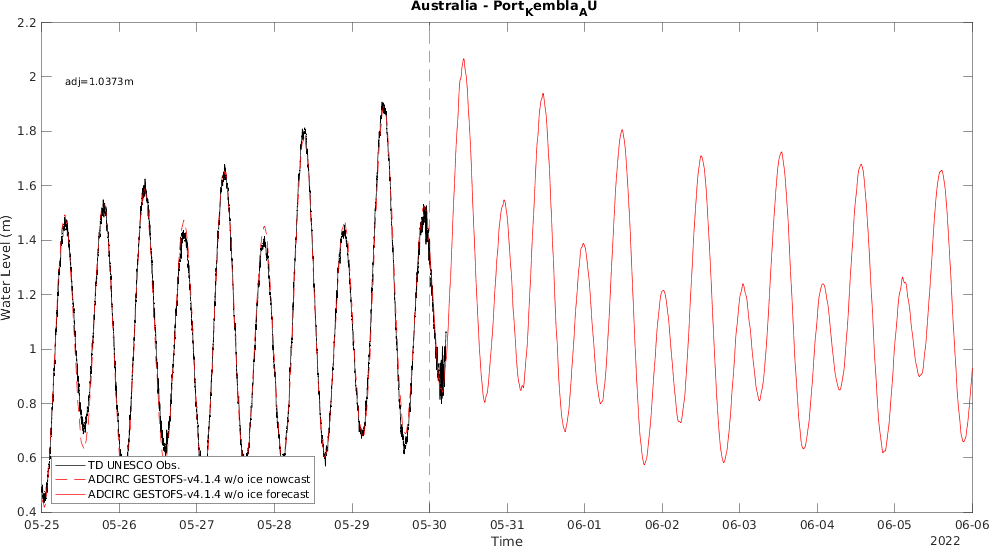 Australia - PortKemblaAU
2.2
2
1.8
1.6
1.4
1.2
1
0.8
0.6
0.4
Water Level (m)
adj=1.0373m
TD UNESCO Obs.
ADCIRC GESTOFS-v4.1.4 w/o ice nowcast
ADCIRC GESTOFS-v4.1.4 w/o ice forecast
05-25 05-26 05-27 05-28 05-29 05-30 05-31 06-01 06-02 06-03 06-04 06-05 06-06
Time
2022